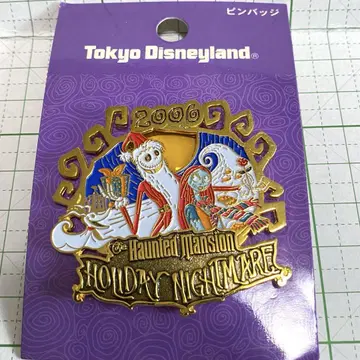 ピンバッジ
Tokyo Disneyland®
2006
The Haunted Mansion
HOLIDAY NIGHTMARE